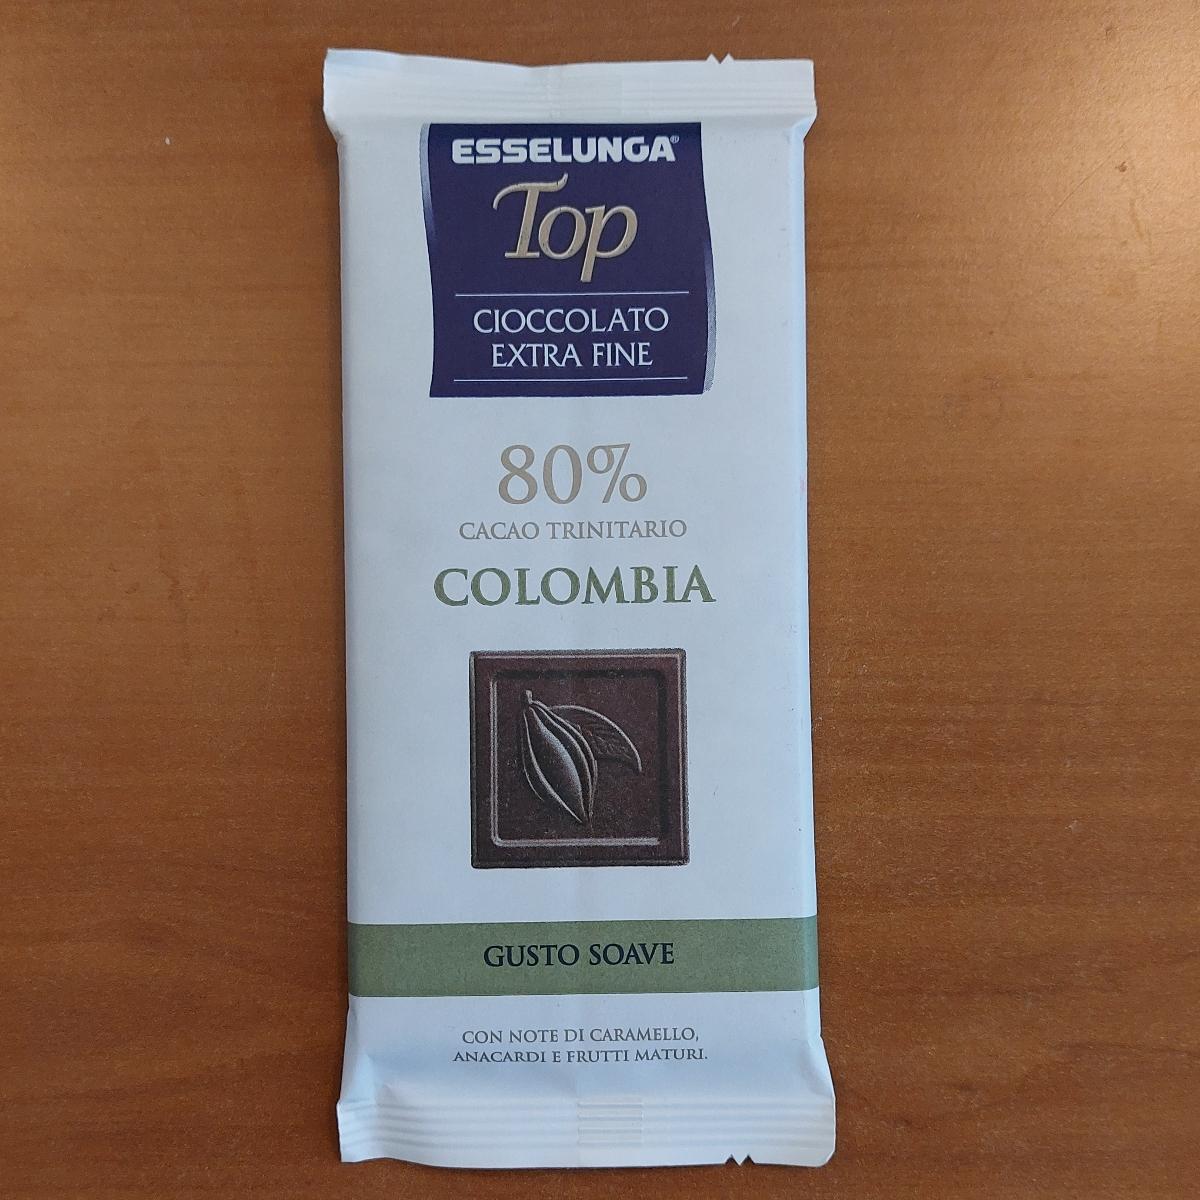 ESSELUNGA®
Top
CIOCCOLATO
EXTRA FINE
80%
CACAO TRINITARIO
COLOMBIA
GUSTO SOAVE
CON NOTE DI CARAMELLO,
ANACARDI E FRUTTI MATURI.